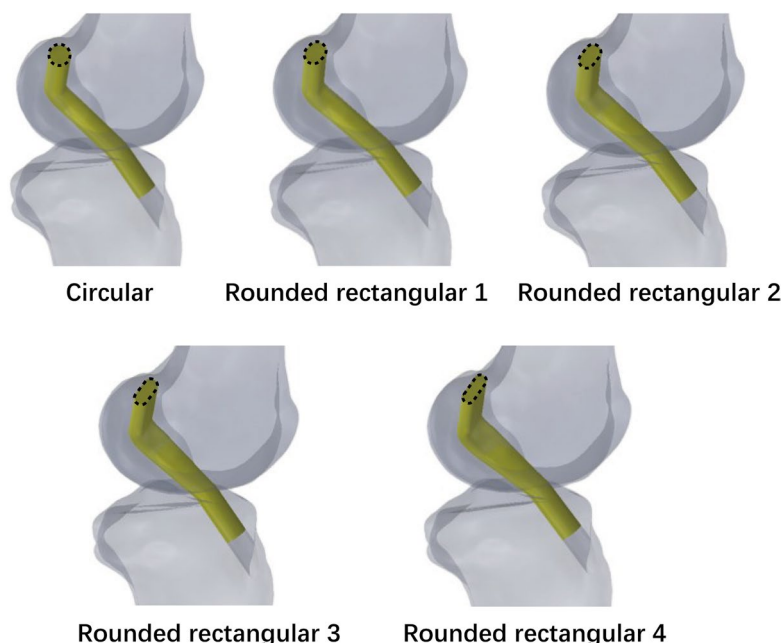 Circular
Rounded rectangular 1
Rounded rectangular 2
Rounded rectangular 3
Rounded rectangular 4